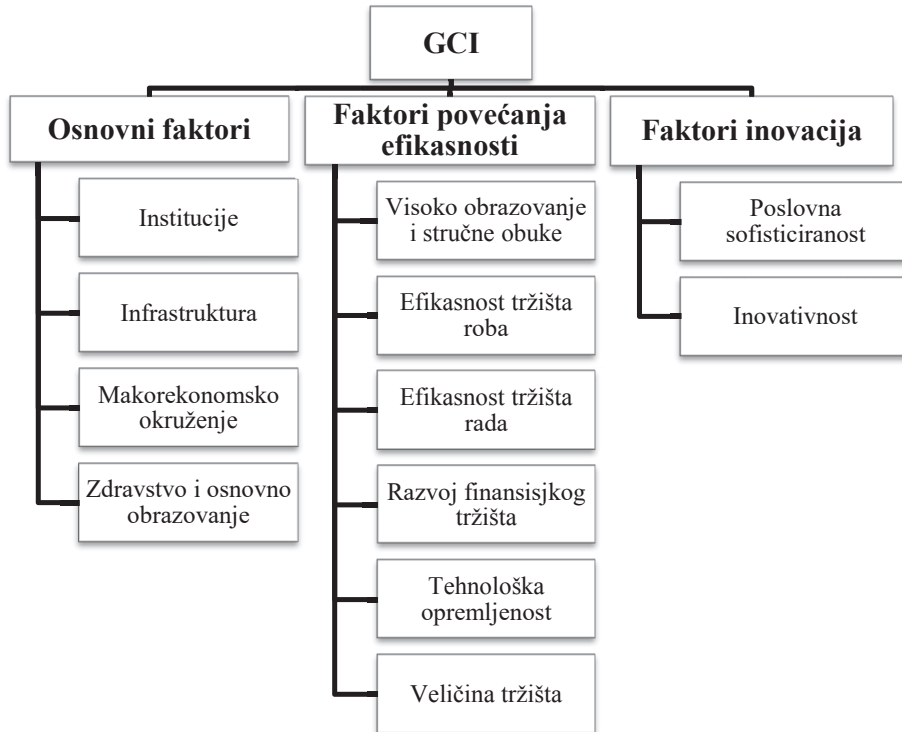 GCI
Osnovni faktori
Institucije
Infrastruktura
Makorekonomsko
okruženje
Zdravstvo i osnovno
obrazovanje
Faktori povećanja
efikasnosti
Visoko obrazovanje
i stručne obuke
Efikasnost tržišta
roba
Efikasnost tržišta
rada
Razvoj finansisjkog
tržišta
Tehnološka
opremljenost
Veličina tržišta
Faktori inovacija
Poslovna
sofisticiranost
Inovativnost